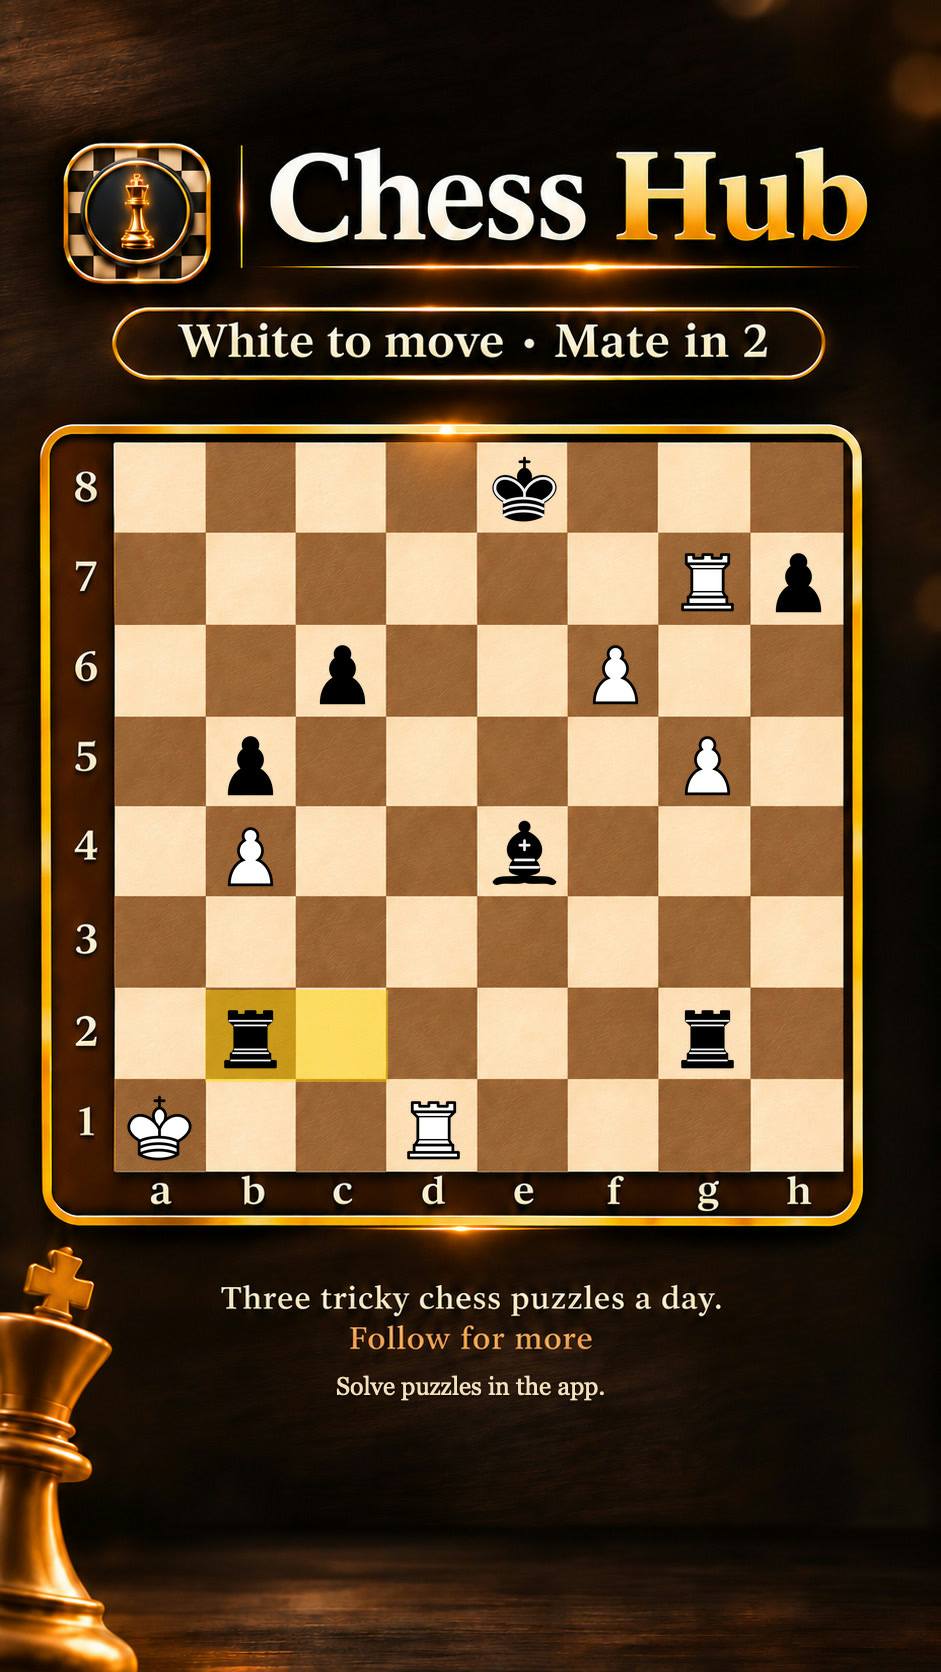 Chess Hub
White to move • Mate in 2
8
7
6
5
4
3
2
1
a b c d e f g h
Three tricky chess puzzles a day.
Follow for more
Solve puzzles in the app.